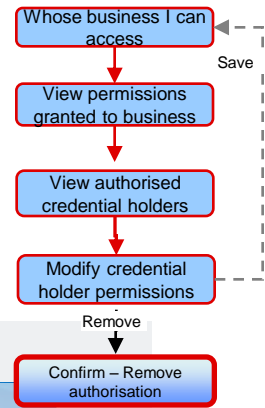 Whose business I can
access
Save
View permissions
granted to business
View authorised
credential holders
Modify credential
holder permissions
Remove
Confirm – Remove
authorisation